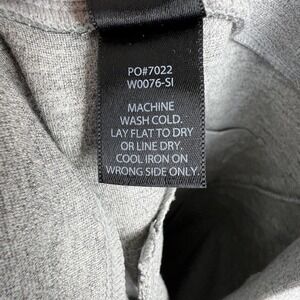 PO#7022
W0076-SI
MACHINE
WASH COLD.
LAY FLAT TO DRY
OR LINE DRY.
COOL IRON ON
WRONG SIDE ONLY.